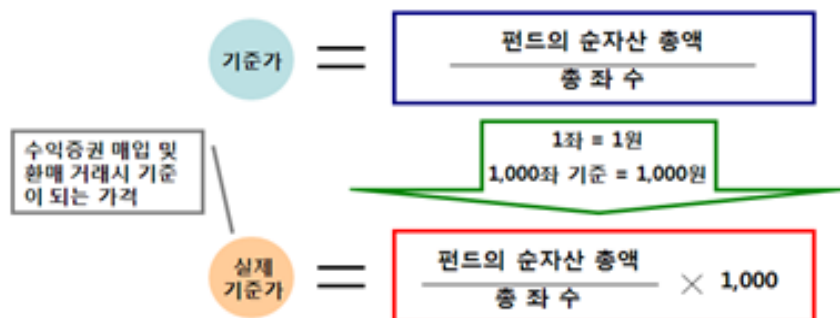 기준가
=
펀드의 순자산 총액
총 좌 수
1좌 = 1원
1,000좌 기준 = 1,000원
수익증권 매입 및
환매 거래시 기준
이 되는 가격
실제
기준가
=
펀드의 순자산 총액
총 좌 수
× 1,000